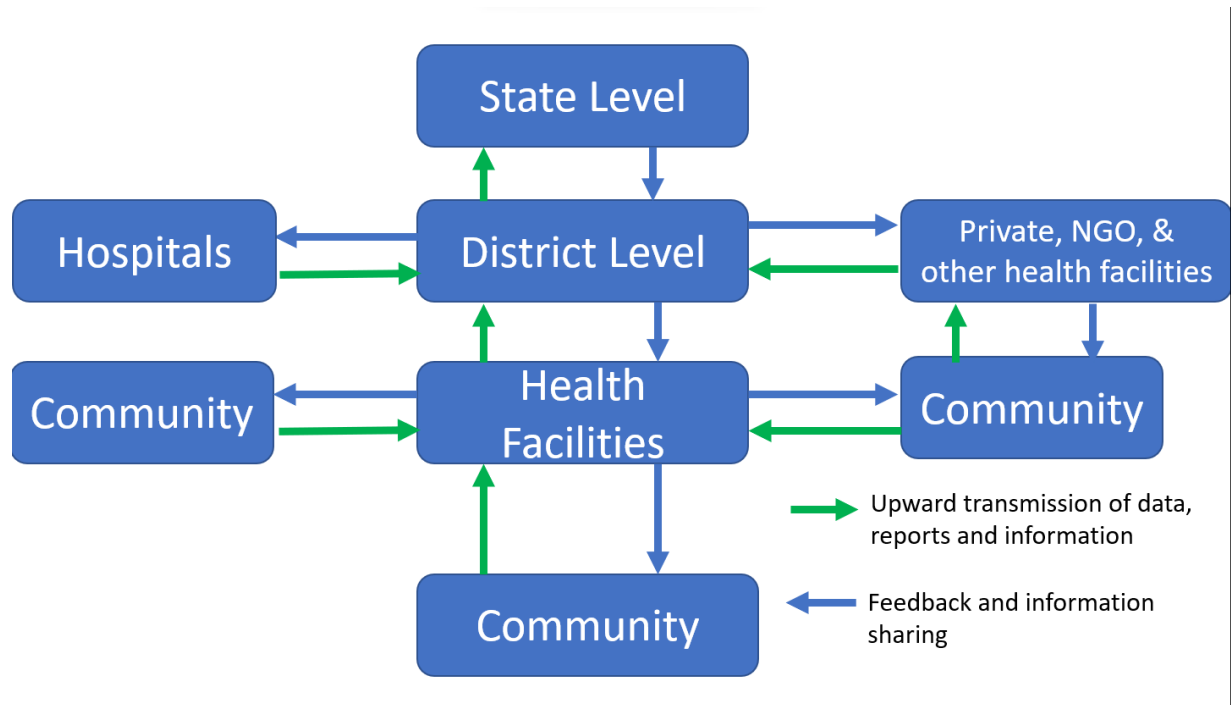 State Level
Hospitals
District Level
Private, NGO, &
other health facilities
Community
Health
Facilities
Community
Upward transmission of data,
reports and information
Community
Feedback and information
sharing